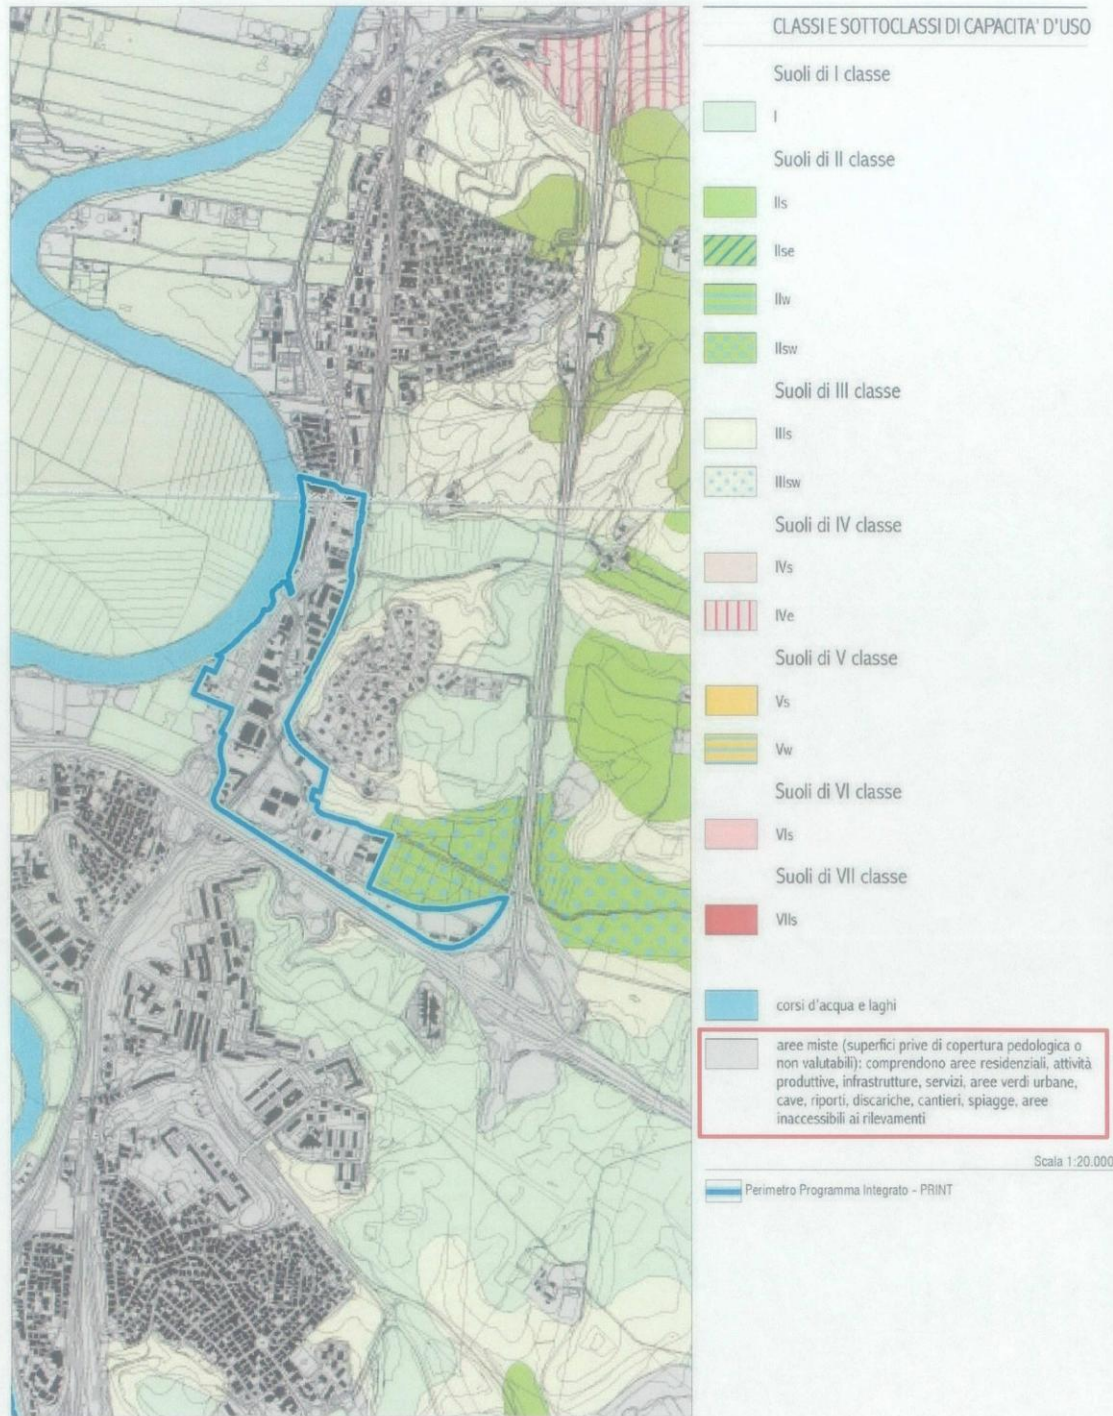 CLASSI E SOTTOCLASSI DI CAPACITA' D'USO
Suoli di I classe
I
Suoli di II classe
IIs
IIse
IIw
IIsw
Suoli di III classe
IIIs
IIIsw
Suoli di IV classe
IVs
IVe
Suoli di V classe
Vs
Vw
Suoli di VI classe
VIs
Suoli di VII classe
VIIs
corsi d'acqua e laghi
aree miste (superfici prive di copertura pedologica o
non valutabili): comprendono aree residenziali, attività
produttive, infrastrutture, servizi, aree verdi urbane,
cave, riporti, discariche, cantieri, spiagge, aree
inaccessibili ai rilevamenti
Scala 1:20.000
Perimetro Programma Integrato - PRINT